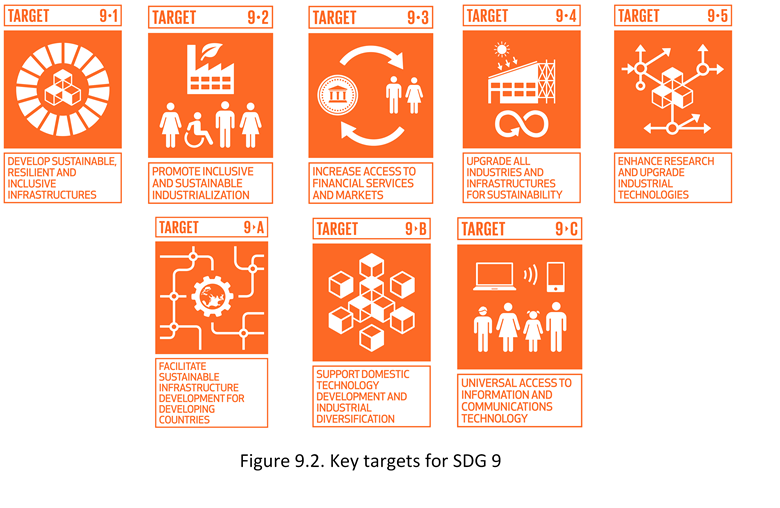 TARGET 9·1
DEVELOP SUSTAINABLE,
RESILIENT AND
INCLUSIVE
INFRASTRUCTURES
TARGET 9·2
PROMOTE INCLUSIVE
AND SUSTAINABLE
INDUSTRIALIZATION
TARGET 9·3
INCREASE ACCESS TO
FINANCIAL SERVICES
AND MARKETS
TARGET 9·4
UPGRADE ALL
INDUSTRIES AND
INFRASTRUCTURES
FOR SUSTAINABILITY
TARGET 9·5
ENHANCE RESEARCH
AND UPGRADE
INDUSTRIAL
TECHNOLOGIES
TARGET 9·A
FACILITATE
SUSTAINABLE
INFRASTRUCTURE
DEVELOPMENT FOR
DEVELOPING
COUNTRIES
TARGET 9·B
SUPPORT DOMESTIC
TECHNOLOGY
DEVELOPMENT AND
INDUSTRIAL
DIVERSIFICATION
TARGET 9·C
UNIVERSAL ACCESS TO
INFORMATION AND
COMMUNICATIONS
TECHNOLOGY
Figure 9.2. Key targets for SDG 9